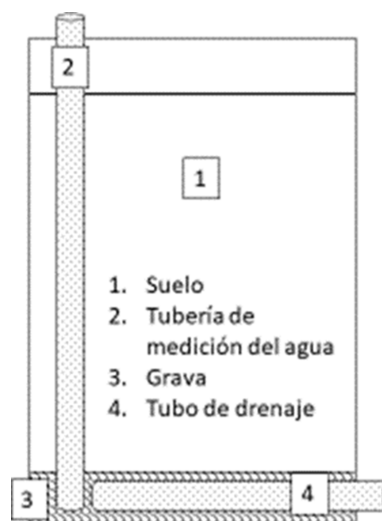 2
1
1. Suelo
2. Tubería de
medición del agua
3. Grava
4. Tubo de drenaje
3
4